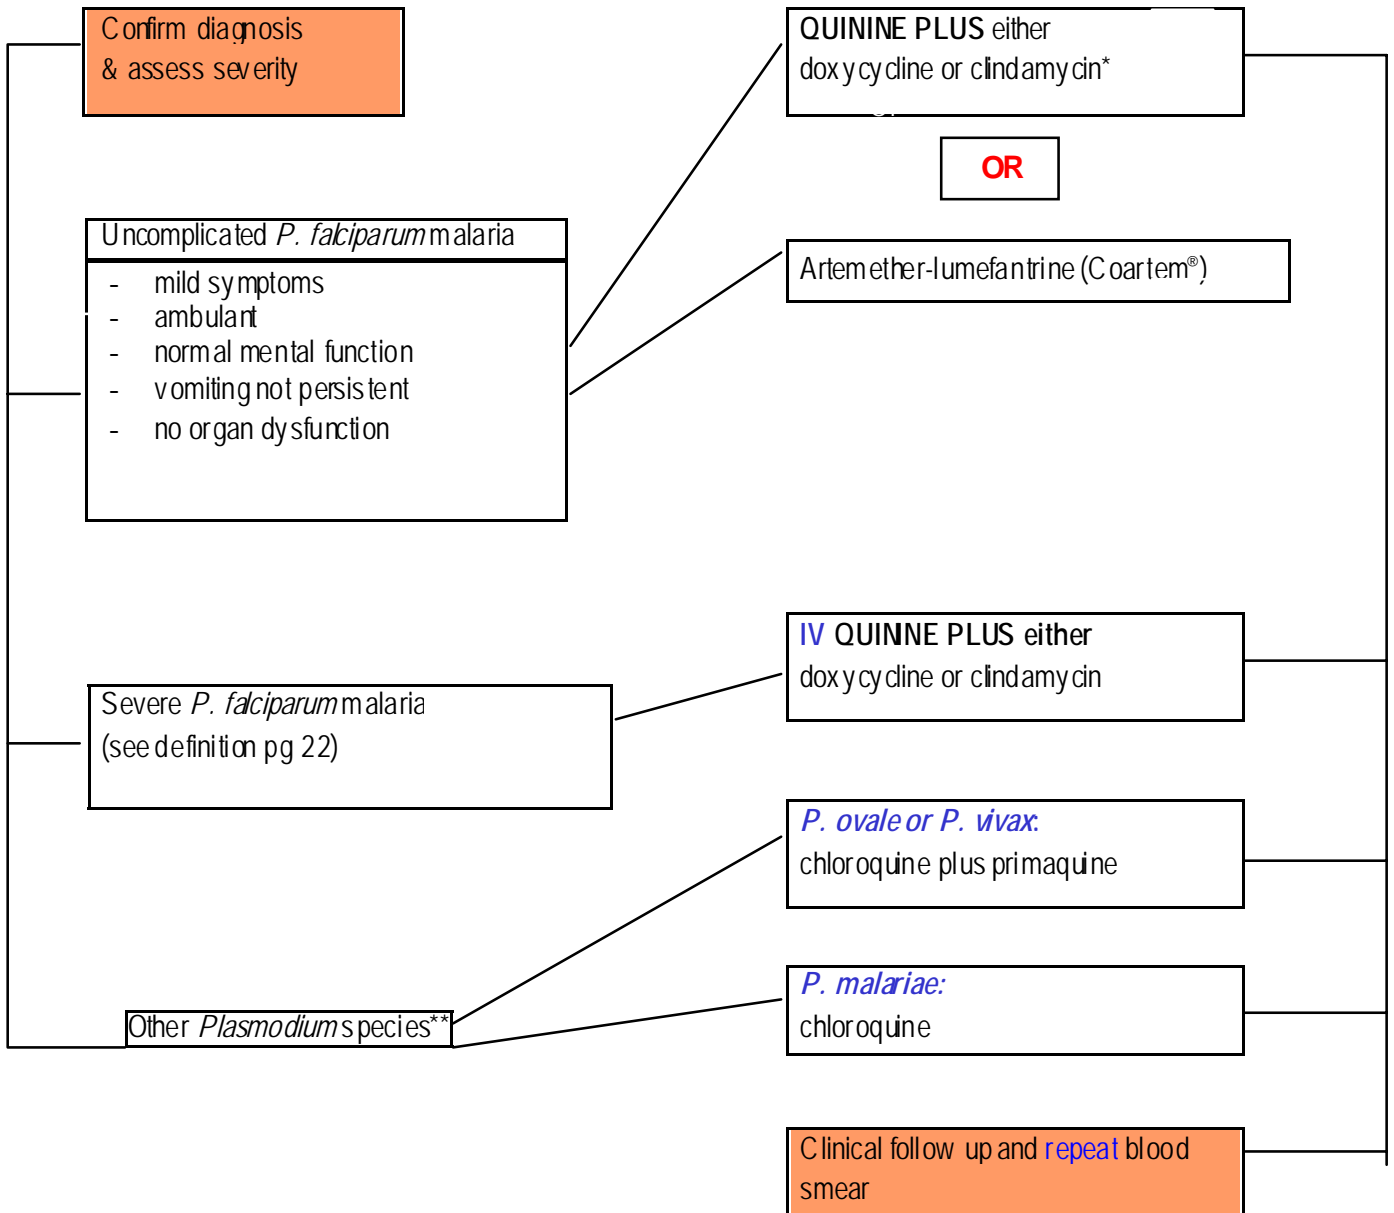 Confirm diagnosis
& assess severity
QUININE PLUS either
doxycycline or clindamycin*
OR
Uncomplicated P. falciparum malaria
- mild symptoms
- ambulant
- normal mental function
- vomiting not persistent
- no organ dysfunction
Artemether-lumefantrine (Coartem®)
Severe P. falciparum malaria
(see definition pg 22)
IV QUININE PLUS either
doxycycline or clindamycin
Other Plasmodium species**
P. ovale or P. vivax:
chloroquine plus primaquine
P. malariae:
chloroquine
Clinical follow up and repeat blood
smear